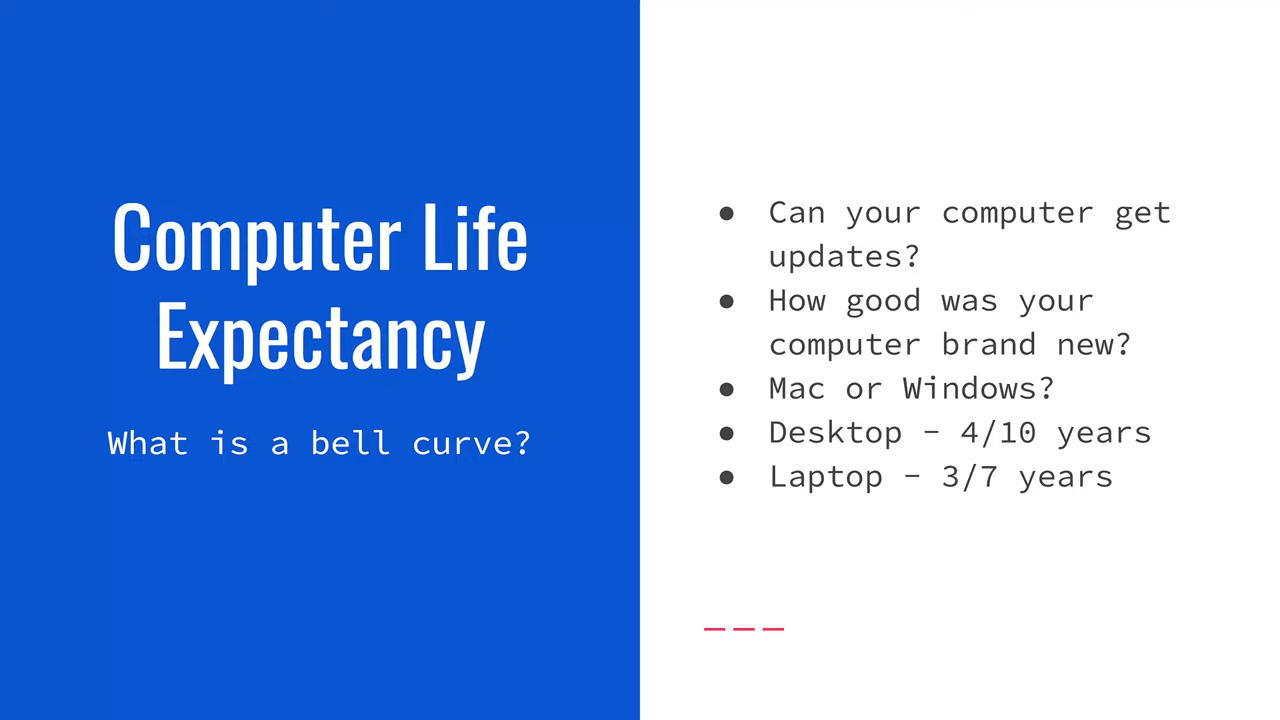 Computer Life
Expectancy
What is a bell curve?
● Can your computer get
updates?
● How good was your
computer brand new?
● Mac or Windows?
● Desktop - 4/10 years
● Laptop - 3/7 years